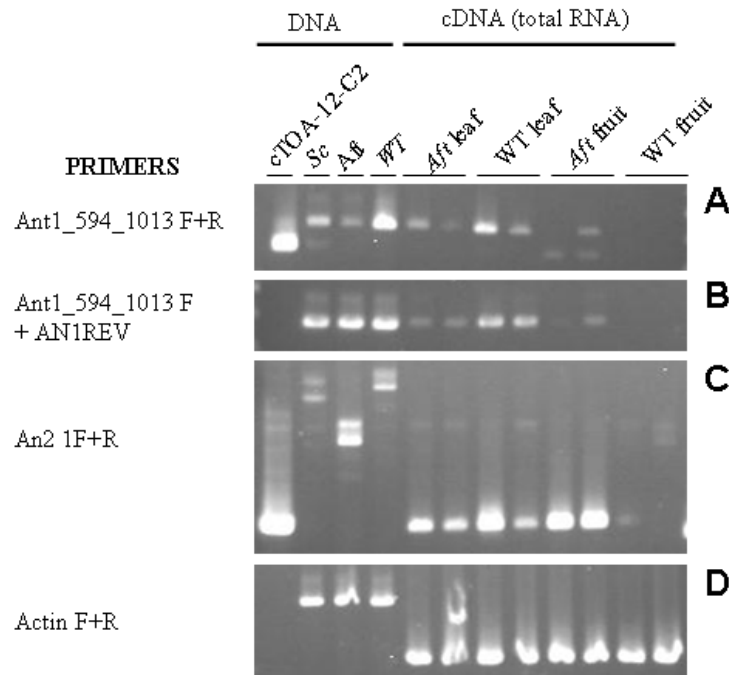 DNA
cDNA (total RNA)
cTOA-12-C2
Sc
Aft
WT
Aft leaf
WT leaf
Aft fruit
WT fruit
PRIMERS
Ant1_594_1013 F+R
A
Ant1_594_1013 F
+ AN1REV
B
An2 1F+R
C
Actin F+R
D